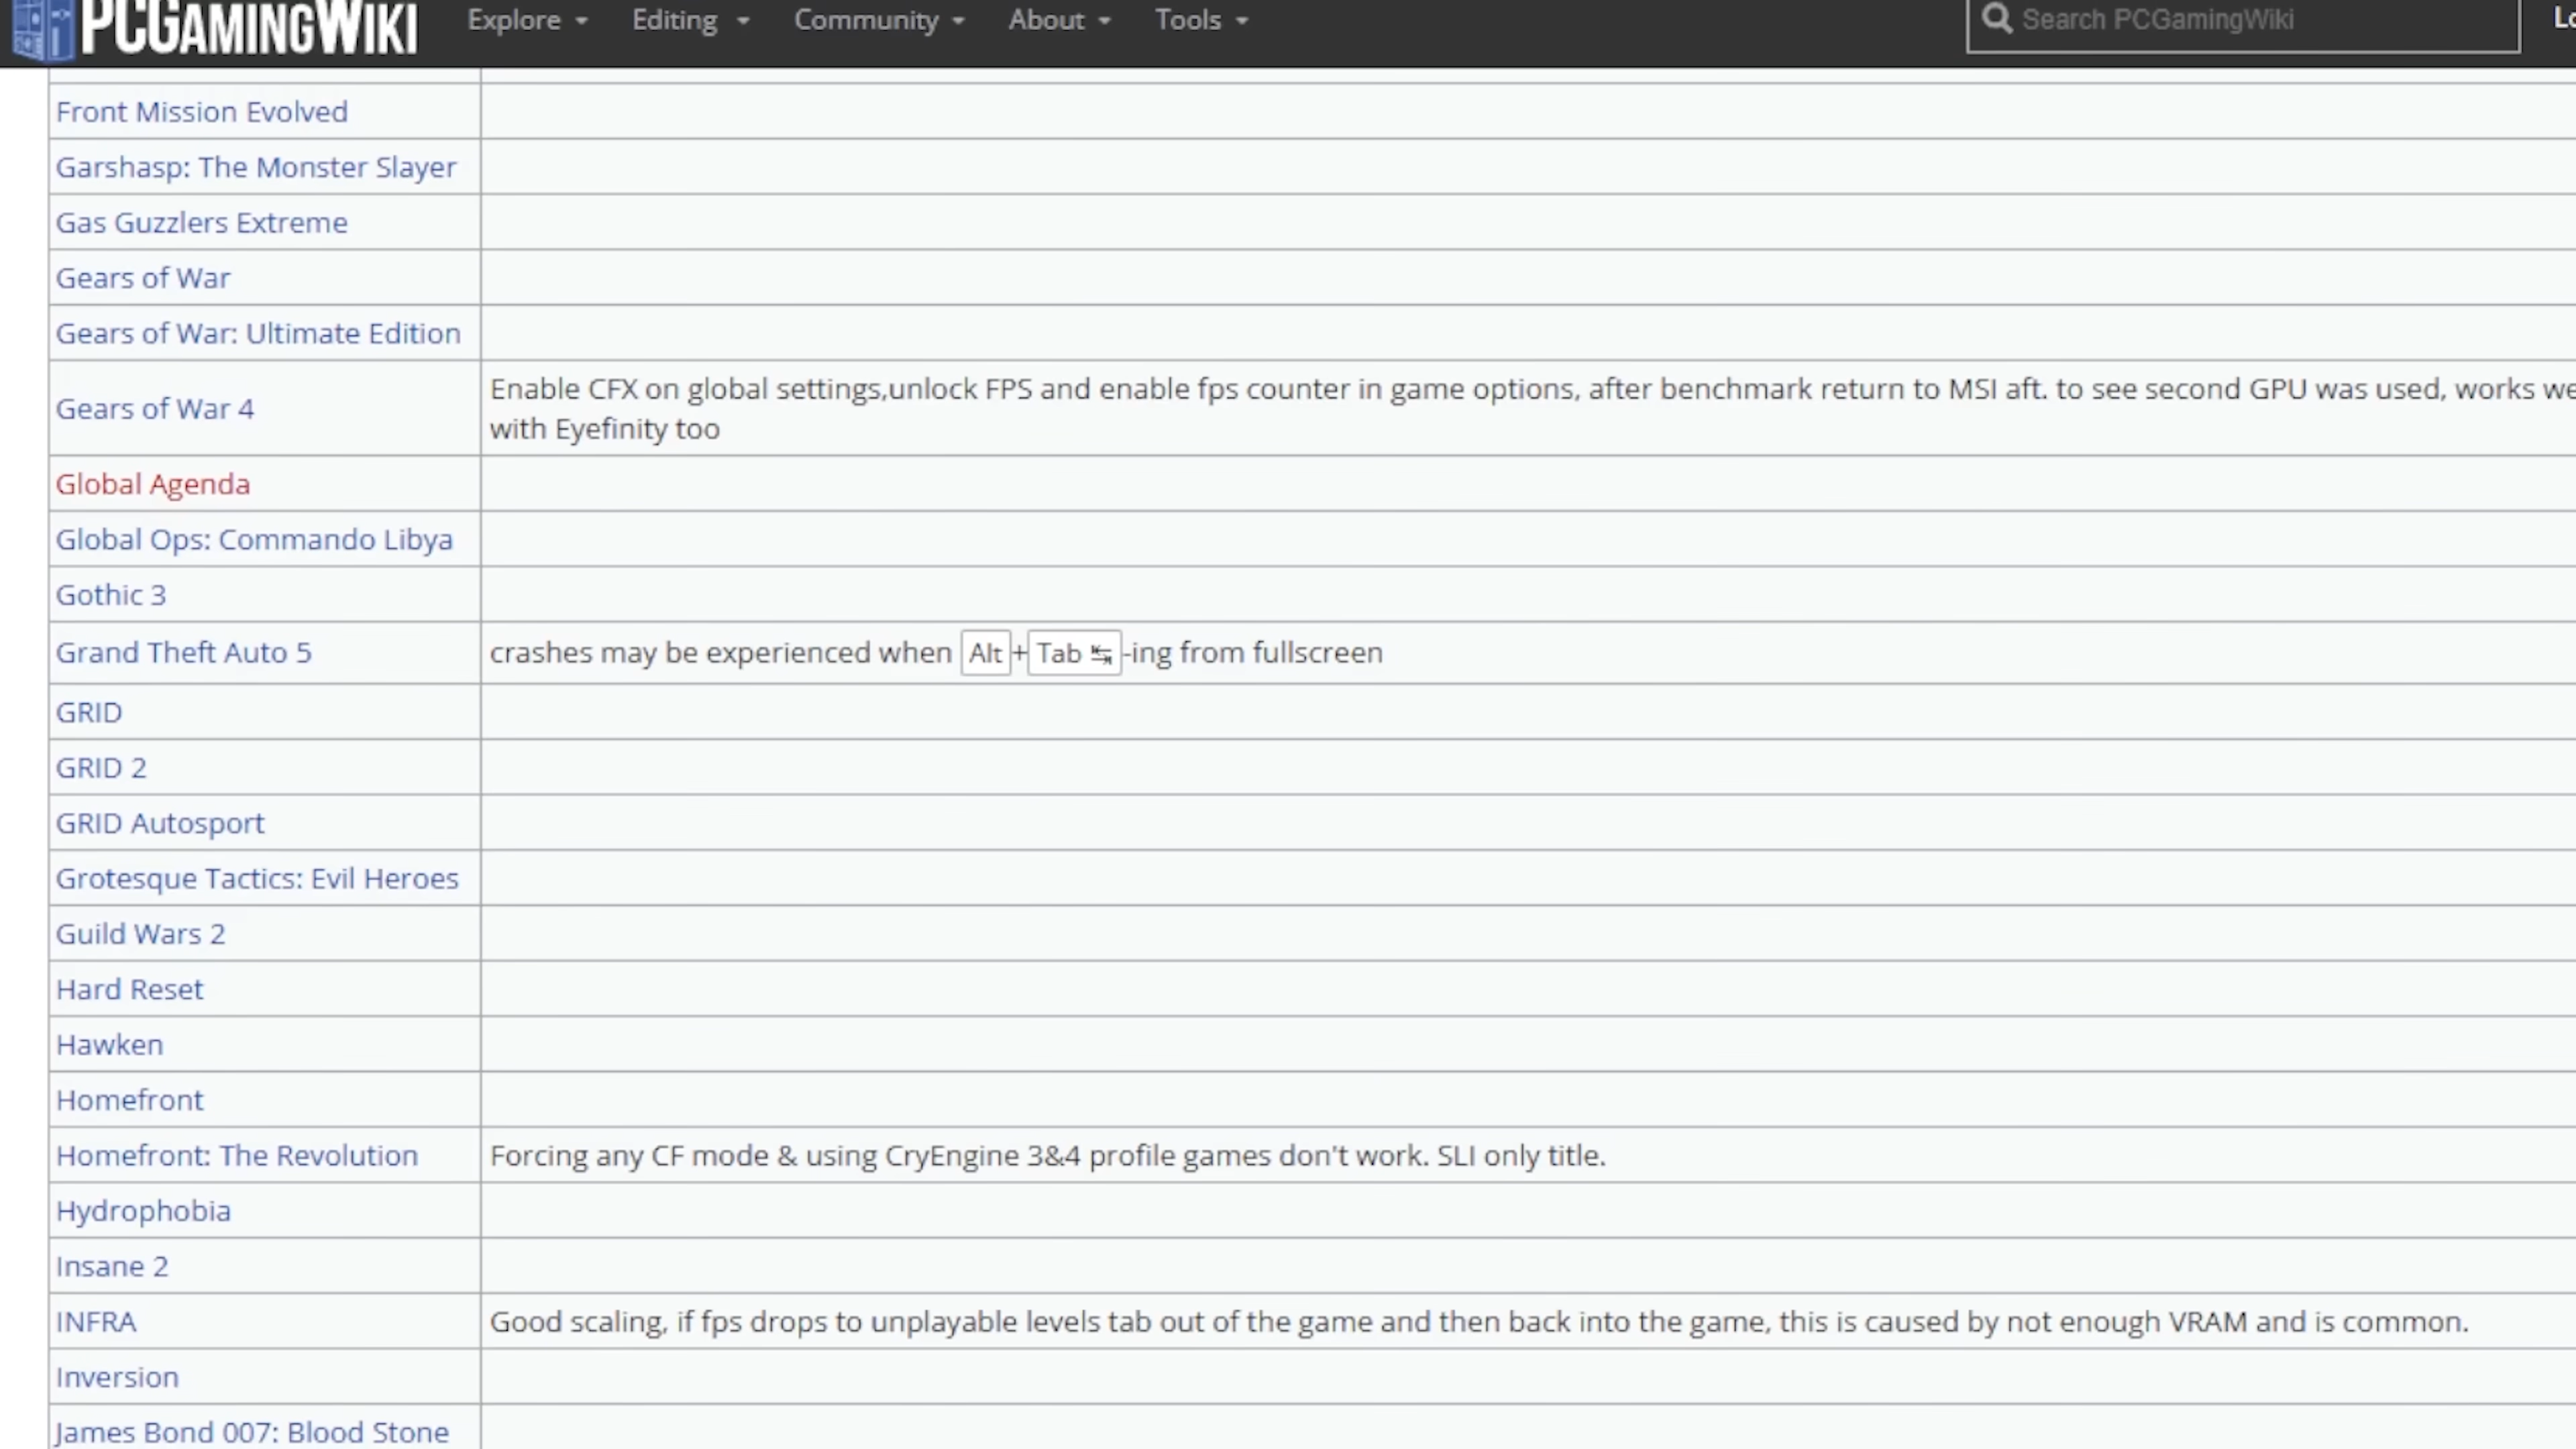 PCGAMINGWIKI Explore Editing Community About Tools Search PCGamingWiki
Front Mission Evolved
Garshasp: The Monster Slayer
Gas Guzzlers Extreme
Gears of War
Gears of War: Ultimate Edition
Gears of War 4
Enable CFX on global settings,unlock FPS and enable fps counter in game options, after benchmark return to MSI aft. to see second GPU was used, works
with Eyefinity too
Global Agenda
Global Ops: Commando Libya
Gothic 3
Grand Theft Auto 5 crashes may be experienced when Alt+Tab ↹-ing from fullscreen
GRID
GRID 2
GRID Autosport
Grotesque Tactics: Evil Heroes
Guild Wars 2
Hard Reset
Hawken
Homefront
Homefront: The Revolution Forcing any CF mode & using CryEngine 3&4 profile games don't work. SLI only title.
Hydrophobia
Insane 2
INFRA Good scaling, if fps drops to unplayable levels tab out of the game and then back into the game, this is caused by not enough VRAM and is common.
Inversion
James Bond 007: Blood Stone